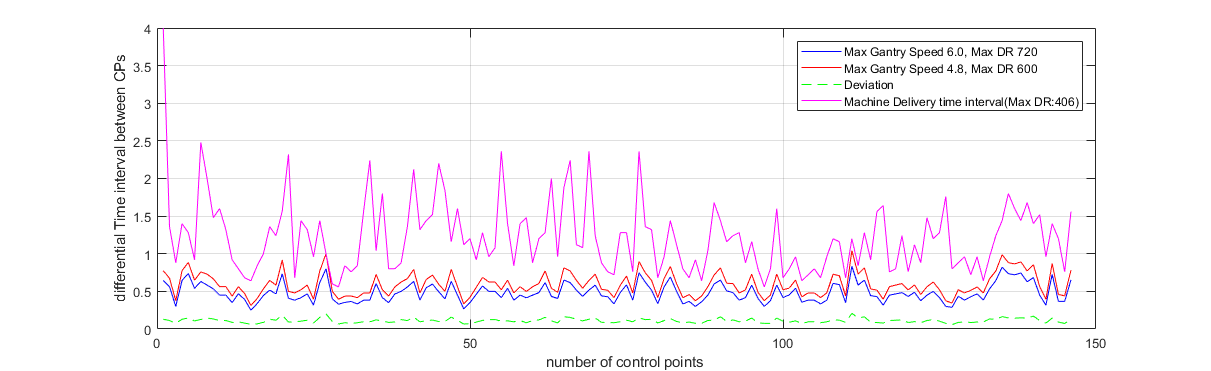 differential Time interval between CPs
4
3.5
3
2.5
2
1.5
1
0.5
0
0
50
100
150
number of control points
Max Gantry Speed 6.0, Max DR 720
Max Gantry Speed 4.8, Max DR 600
Deviation
Machine Delivery time interval(Max DR:406)